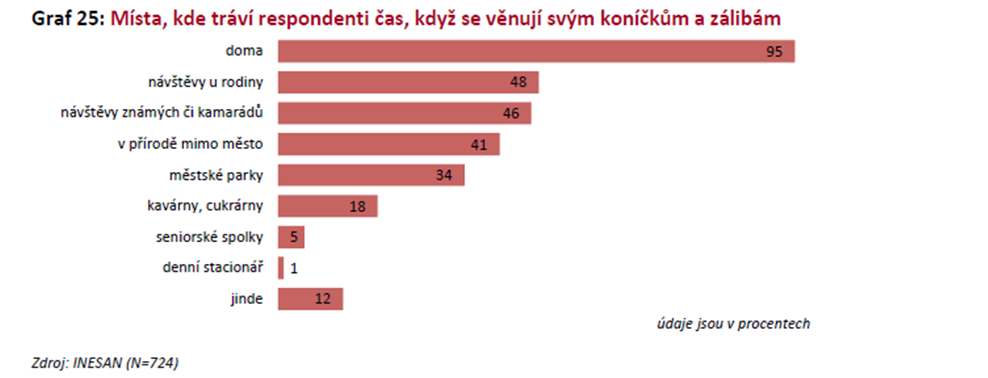 Graf 25: Místa, kde tráví respondenti čas, když se věnují svým koníčkům a zálibám
doma 95
návštěvy u rodiny 48
návštěvy známých či kamarádů 46
v přírodě mimo město 41
městské parky 34
kavárny, cukrárny 18
seniorské spolky 5
denní stacionář 1
jinde 12
údaje jsou v procentech
Zdroj: INESAN (N=724)